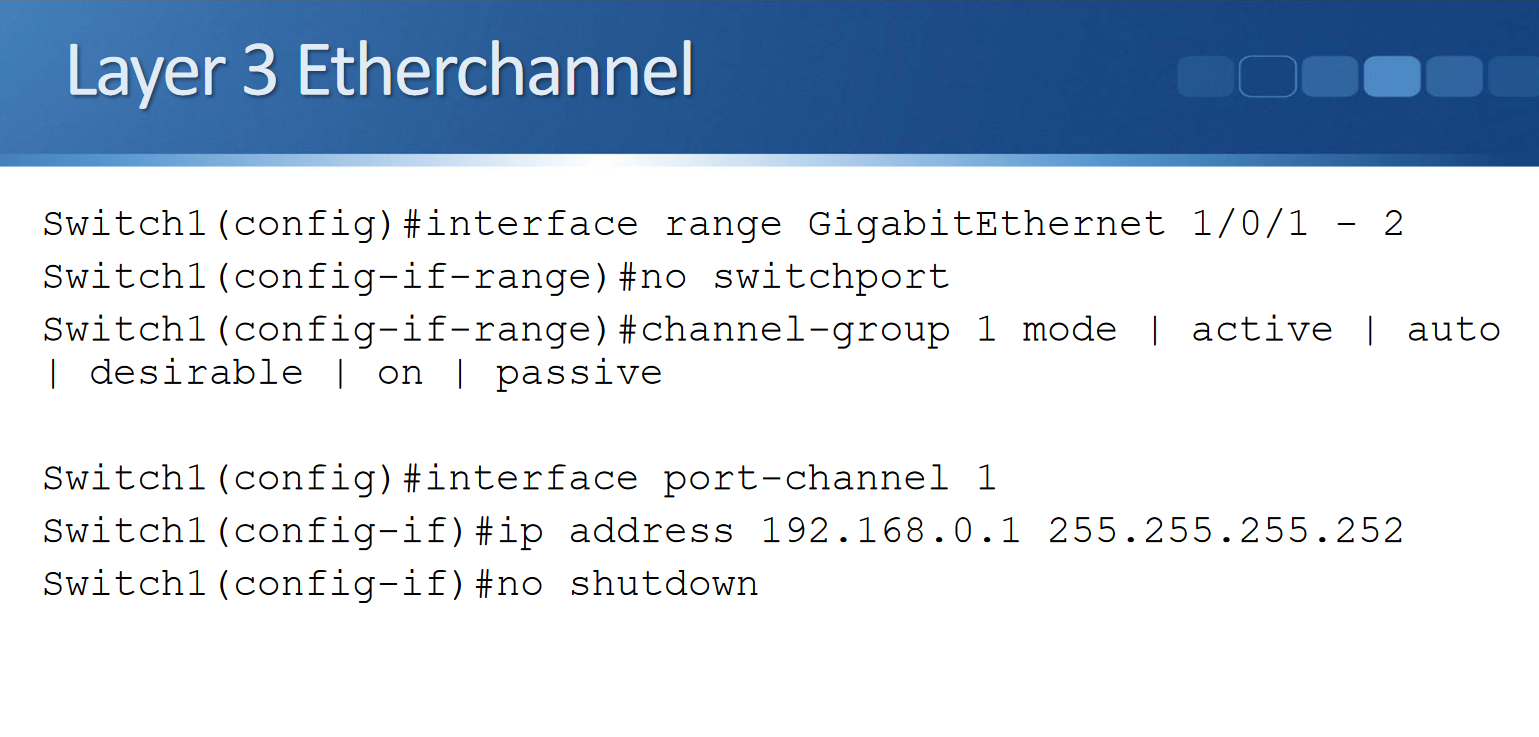 Layer 3 Etherchannel
Switch1(config)#interface range GigabitEthernet 1/0/1 - 2
Switch1(config-if-range)#no switchport
Switch1(config-if-range)#channel-group 1 mode | active | auto
| desirable | on | passive
Switch1(config)#interface port-channel 1
Switch1(config-if)#ip address 192.168.0.1 255.255.255.252
Switch1(config-if)#no shutdown